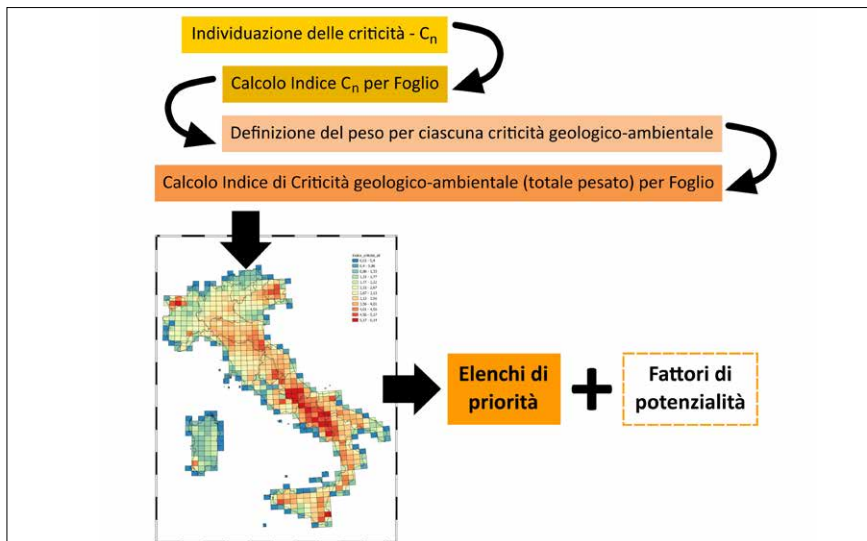 Individuazione delle criticità - Cn
Calcolo Indice Cn per Foglio
Definizione del peso per ciascuna criticità geologico-ambientale
Calcolo Indice di Criticità geologico-ambientale (totale pesato) per Foglio
Elenchi di
priorità
+
Fattori di
potenzialità